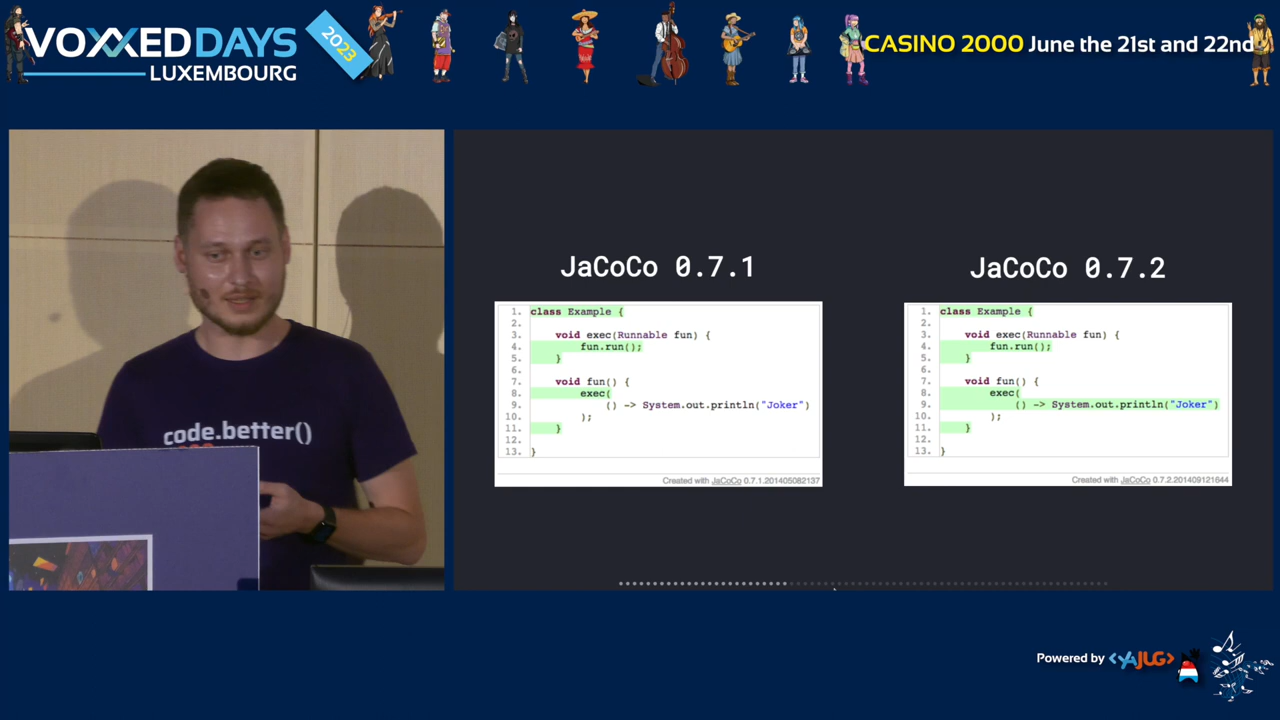 VOXXED DAYS
LUXEMBOURG
2023
CASINO 2000 June the 21st and 22nd
code.better()
JaCoCo 0.7.1
1. class Example {
2.
3. void exec(Runnable fun) {
4. fun.run();
5. }
6.
7. void fun() {
8. exec(
9. () -> System.out.println("Joker")
10. );
11. }
12.
13. }
Created with JaCoCo 0.7.1.201405082137
JaCoCo 0.7.2
1. class Example {
2.
3. void exec(Runnable fun) {
4. fun.run();
5. }
6.
7. void fun() {
8. exec(
9. () -> System.out.println("Joker")
10. );
11. }
12.
13. }
Created with JaCoCo 0.7.2.201409121644
Powered by <YAJUG>